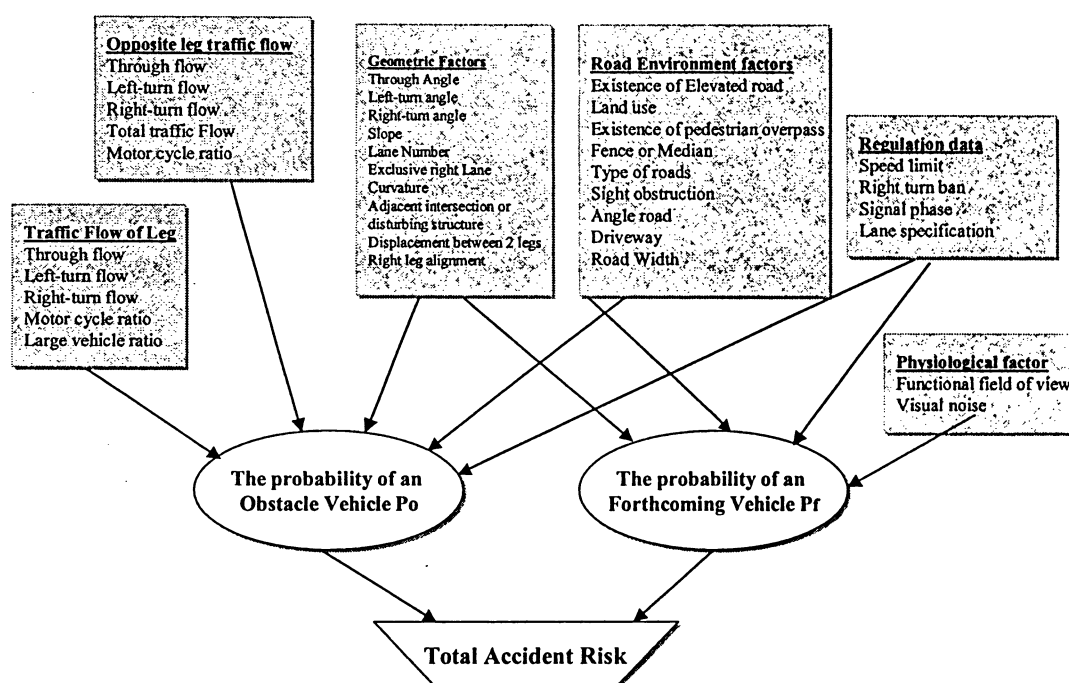 Opposite leg traffic flow
Through flow
Left-turn flow
Right-turn flow
Total traffic Flow
Motor cycle ratio
Geometric Factors
Through Angle
Left-turn angle
Right-turn angle
Slope
Lane Number
Exclusive right Lane
Curvature
Adjacent intersection or
disturbing structure
Displacement between 2 legs
Right leg alignment
Road Environment factors
Existence of Elevated road
Land use
Existence of pedestrian overpass
Fence or Median
Type of roads
Sight obstruction
Angle road
Driveway
Road Width
Regulation data
Speed limit
Right turn ban
Signal phase
Lane specification
Traffic Flow of Leg
Through flow
Left-turn flow
Right-turn flow
Motor cycle ratio
Large vehicle ratio
Physiological factor
Functional field of view
Visual noise
The probability of an
Obstacle Vehicle Po
The probability of an
Forthcoming Vehicle Pf
Total Accident Risk